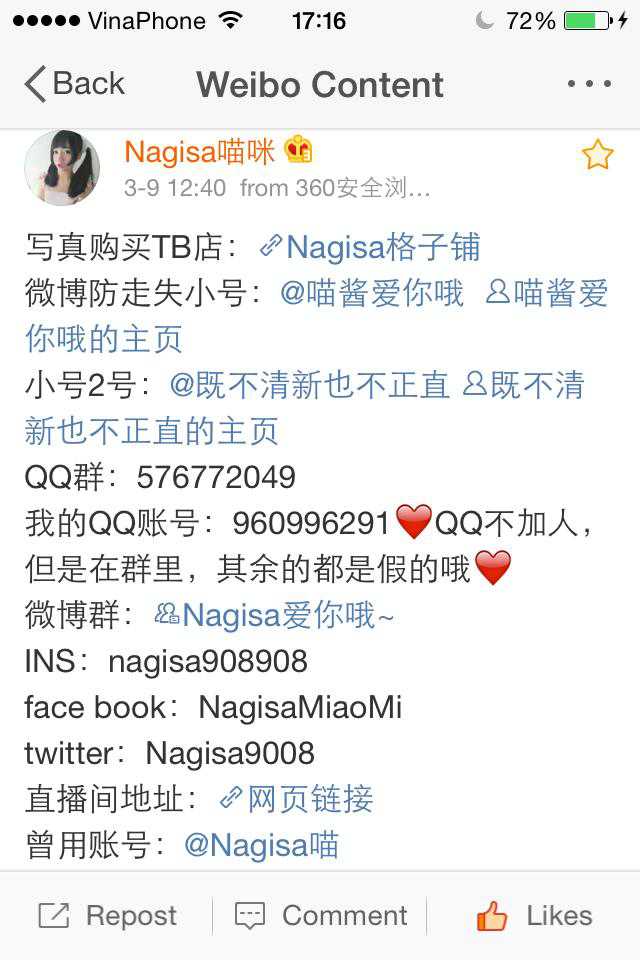 VinaPhone 17:16 72%
Back Weibo Content
Nagisa喵咪
3-9 12:40 from 360安全浏...
写真购买TB店：Nagisa格子铺
微博防走失小号：@喵酱爱你哦 喵酱爱
你哦的主页
小号2号：@既不清新也不正直 既不清
新也不正直的主页
QQ群：576772049
我的QQ账号：960996291❤️QQ不加人，
但是在群里，其余的都是假的哦❤️
微博群：Nagisa爱你哦~
INS：nagisa908908
face book：NagisaMiaoMi
twitter：Nagisa9008
直播间地址：网页链接
曾用账号：@Nagisa喵
Repost Comment Likes